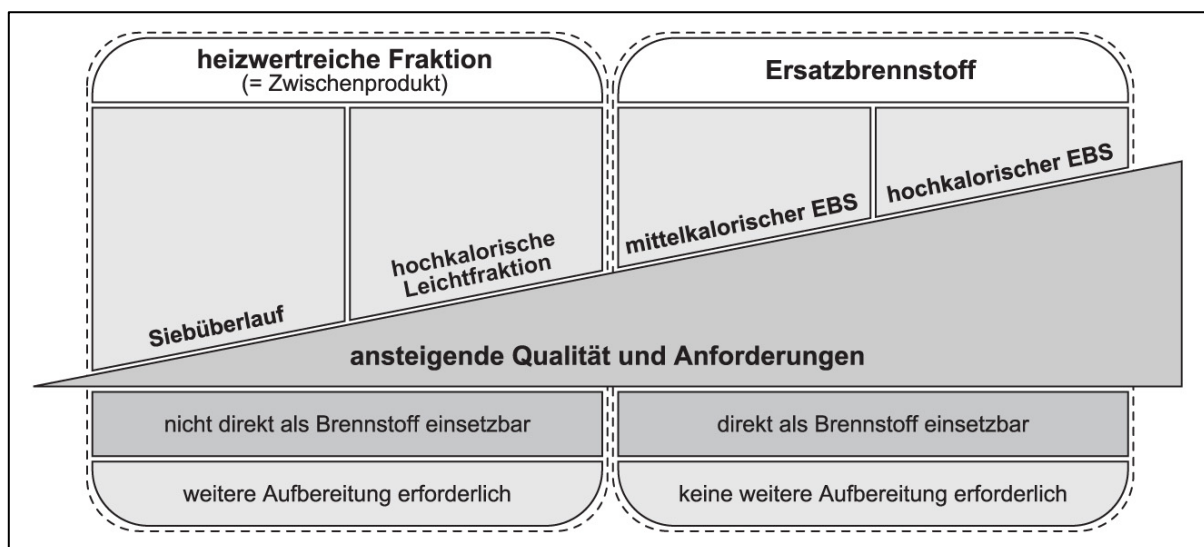 heizwertreiche Fraktion
(= Zwischenprodukt)
Ersatzbrennstoff
Siebüberlauf
hochkalorische
Leichtfraktion
mittelkalorischer EBS
hochkalorischer EBS
ansteigende Qualität und Anforderungen
nicht direkt als Brennstoff einsetzbar
direkt als Brennstoff einsetzbar
weitere Aufbereitung erforderlich
keine weitere Aufbereitung erforderlich